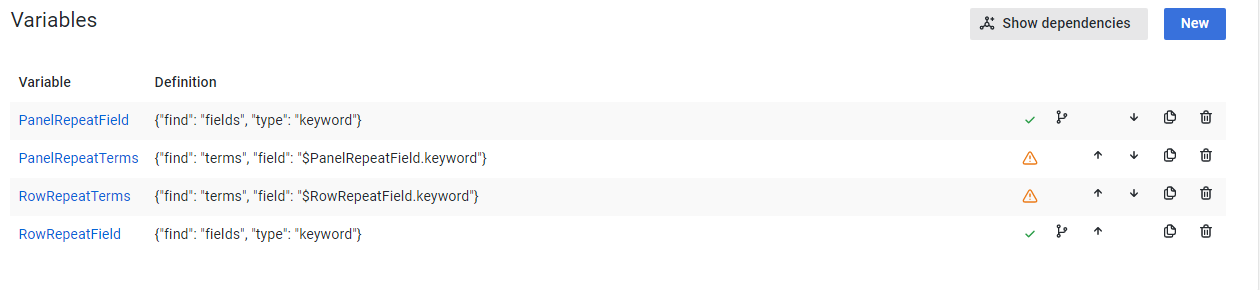 Variables
Show dependencies
New
Variable Definition
PanelRepeatField {"find": "fields", "type": "keyword"}
PanelRepeatTerms {"find": "terms", "field": "$PanelRepeatField.keyword"}
RowRepeatTerms {"find": "terms", "field": "$RowRepeatField.keyword"}
RowRepeatField {"find": "fields", "type": "keyword"}